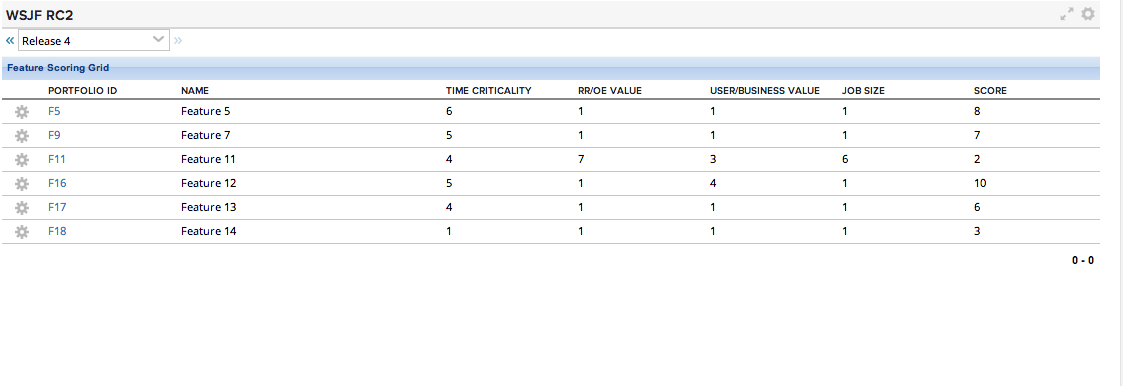 WSJF RC2
« Release 4 »
Feature Scoring Grid
PORTFOLIO ID NAME TIME CRITICALITY RR/OE VALUE USER/BUSINESS VALUE JOB SIZE SCORE
F5 Feature 5 6 1 1 1 8
F9 Feature 7 5 1 1 1 7
F11 Feature 11 4 7 3 6 2
F16 Feature 12 5 1 4 1 10
F17 Feature 13 4 1 1 1 6
F18 Feature 14 1 1 1 1 3
0 - 0